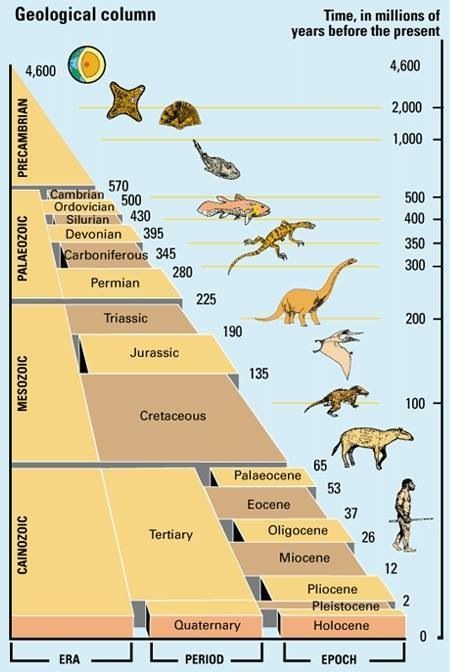 Geological column
Time, in millions of
years before the present
4,600
4,600
2,000
1,000
PRECAMBRIAN
570
Cambrian
500
500
Ordovician
430
400
Silurian
395
Devonian
350
345
Carboniferous
300
280
Permian
PALAEOZOIC
225
Triassic
200
190
Jurassic
135
100
Cretaceous
MESOZOIC
65
Palaeocene
53
Eocene
37
Oligocene
26
Tertiary
Miocene
12
Pliocene
2
Pleistocene
CAINOZOIC
Quaternary
Holocene
0
ERA
PERIOD
EPOCH